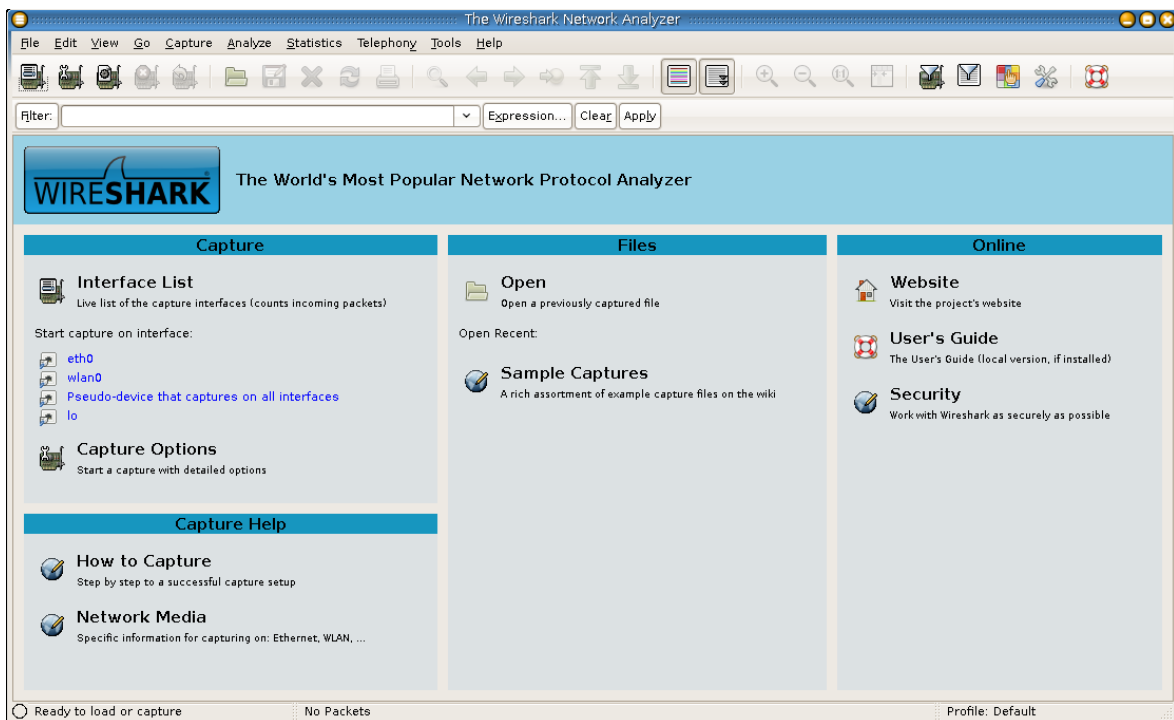 The Wireshark Network Analyzer
File Edit View Go Capture Analyze Statistics Telephony Tools Help
Filter: Expression... Clear Apply
WIRESHARK
The World's Most Popular Network Protocol Analyzer
Capture
Interface List
Live list of the capture interfaces (counts incoming packets)
Start capture on interface:
eth0
wlan0
Pseudo-device that captures on all interfaces
lo
Capture Options
Start a capture with detailed options
Capture Help
How to Capture
Step by step to a successful capture setup
Network Media
Specific information for capturing on: Ethernet, WLAN, ...
Files
Open
Open a previously captured file
Open Recent:
Sample Captures
A rich assortment of example capture files on the wiki
Online
Website
Visit the project's website
User's Guide
The User's Guide (local version, if installed)
Security
Work with Wireshark as securely as possible
Ready to load or capture No Packets Profile: Default